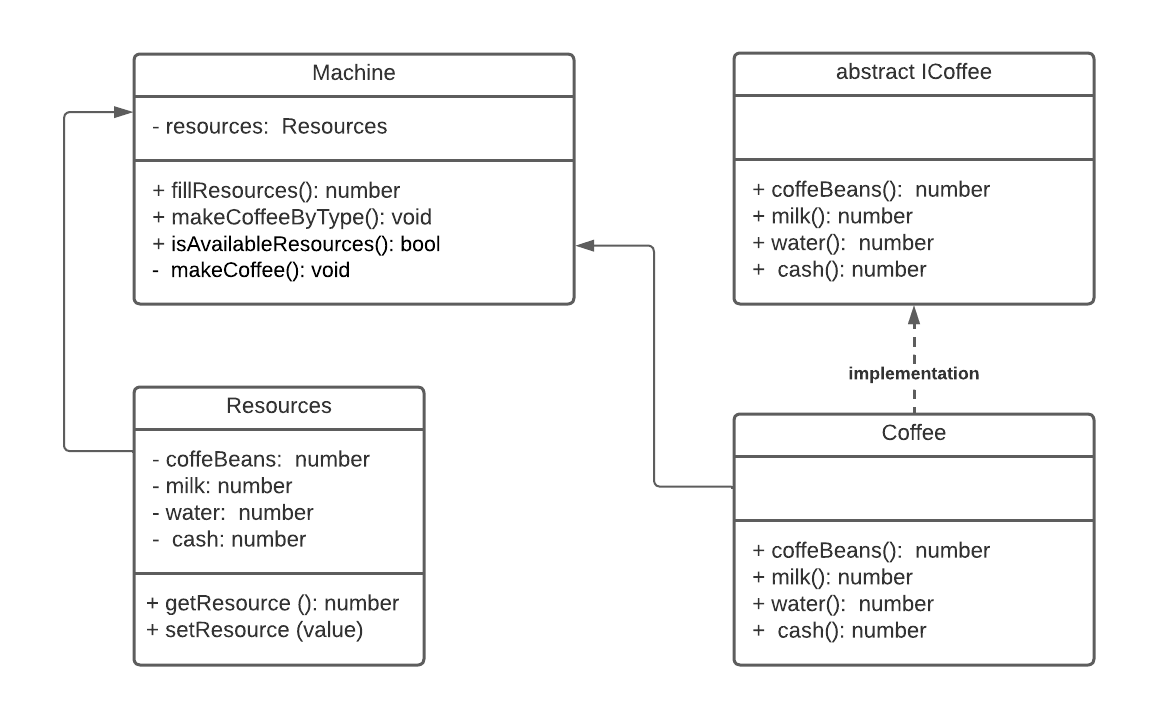 Machine
- resources: Resources
+ fillResources(): number
+ makeCoffeeByType(): void
+ isAvailableResources(): bool
- makeCoffee(): void
abstract ICoffee
+ coffeBeans(): number
+ milk(): number
+ water(): number
+ cash(): number
implementation
Resources
- coffeBeans: number
- milk: number
- water: number
- cash: number
+ getResource (): number
+ setResource (value)
Coffee
+ coffeBeans(): number
+ milk(): number
+ water(): number
+ cash(): number